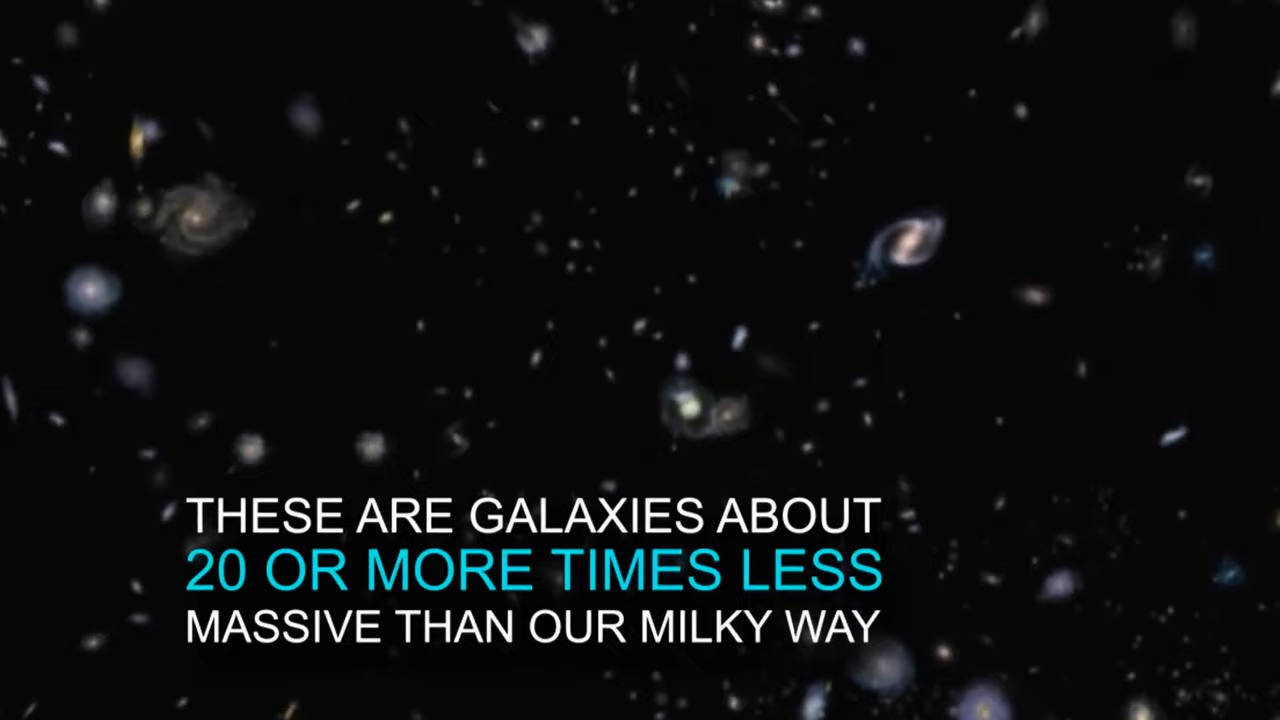 THESE ARE GALAXIES ABOUT
20 OR MORE TIMES LESS
MASSIVE THAN OUR MILKY WAY